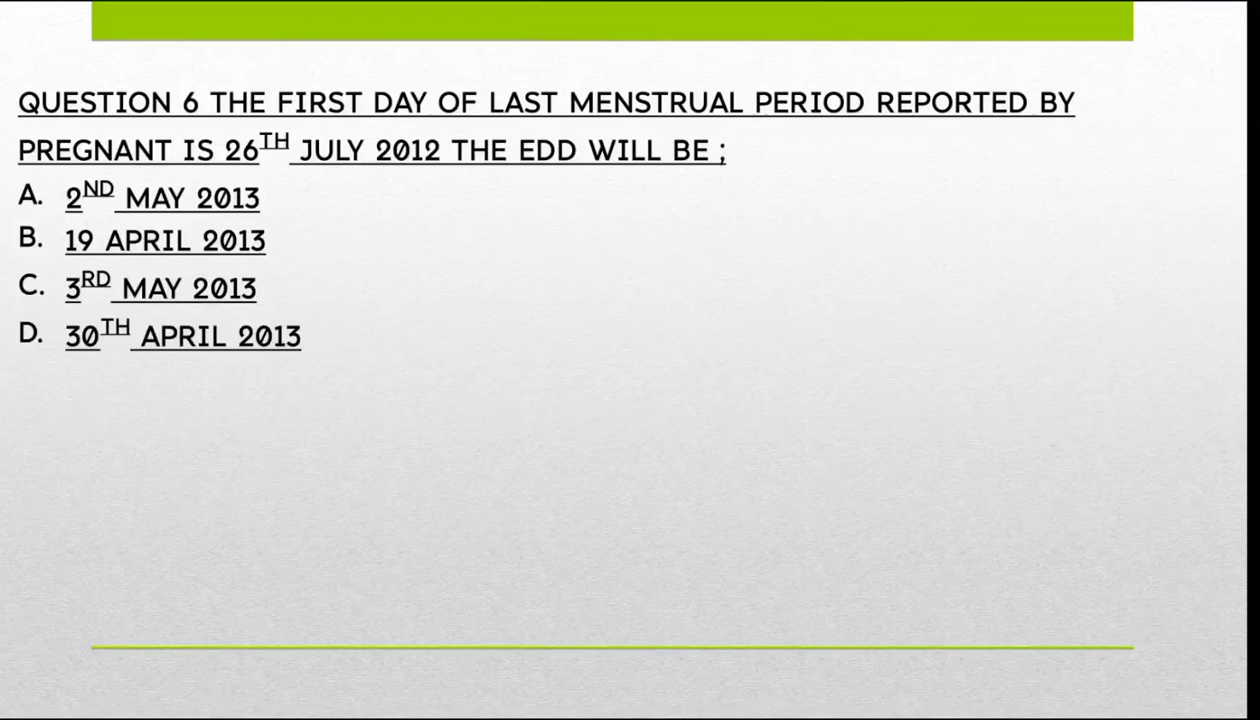 QUESTION 6 THE FIRST DAY OF LAST MENSTRUAL PERIOD REPORTED BY
PREGNANT IS 26TH JULY 2012 THE EDD WILL BE ;
A. 2ND MAY 2013
B. 19 APRIL 2013
C. 3RD MAY 2013
D. 30TH APRIL 2013